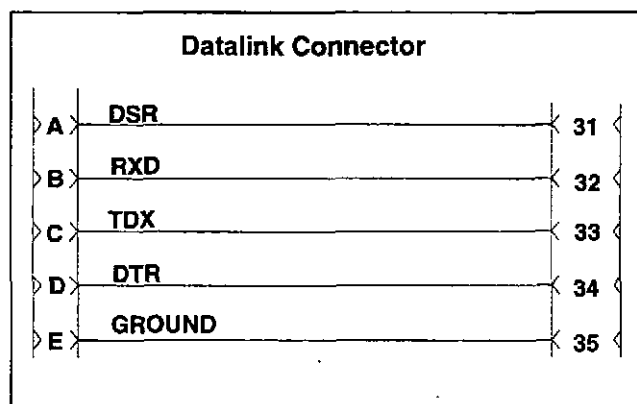 Datalink Connector
A DSR 31
B RXD 32
C TDX 33
D DTR 34
E GROUND 35